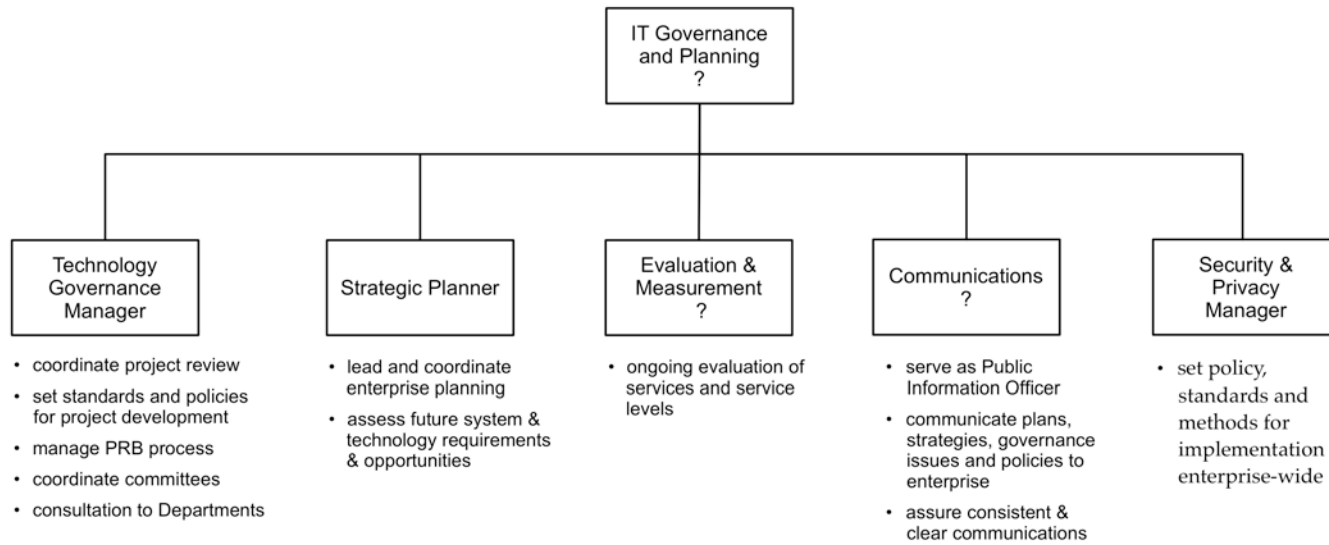 IT Governance
and Planning
?
Technology
Governance
Manager
• coordinate project review
• set standards and policies
for project development
• manage PRB process
• coordinate committees
• consultation to Departments
Strategic Planner
• lead and coordinate
enterprise planning
• assess future system &
technology requirements
& opportunities
Evaluation &
Measurement
?
• ongoing evaluation of
services and service
levels
Communications
?
• serve as Public
Information Officer
• communicate plans,
strategies, governance
issues and policies to
enterprise
• assure consistent &
clear communications
Security &
Privacy
Manager
• set policy,
standards and
methods for
implementation
enterprise-wide